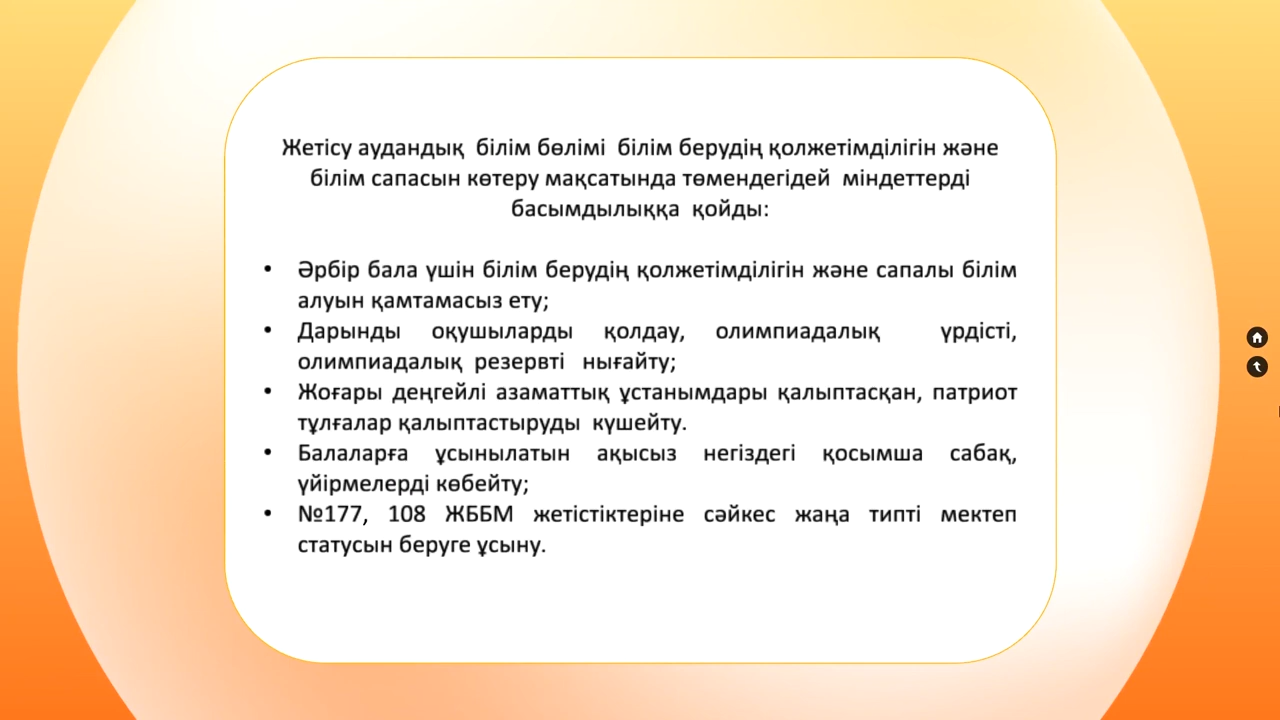 Жетісу аудандық білім бөлімі білім берудің қолжетімділігін және
білім сапасын көтеру мақсатында төмендегідей міндеттерді
басымдылыққа қойды:
• Әрбір бала үшін білім берудің қолжетімділігін және сапалы білім
алуын қамтамасыз ету;
• Дарынды оқушыларды қолдау, олимпиадалық үрдісті,
олимпиадалық резервті нығайту;
• Жоғары деңгейлі азаматтық ұстанымдары қалыптасқан, патриот
тұлғалар қалыптастыруды күшейту.
• Балаларға ұсынылатын ақысыз негіздегі қосымша сабақ,
үйірмелерді көбейту;
• №177, 108 ЖББМ жетістіктеріне сәйкес жаңа типті мектеп
статусын беруге ұсыну.